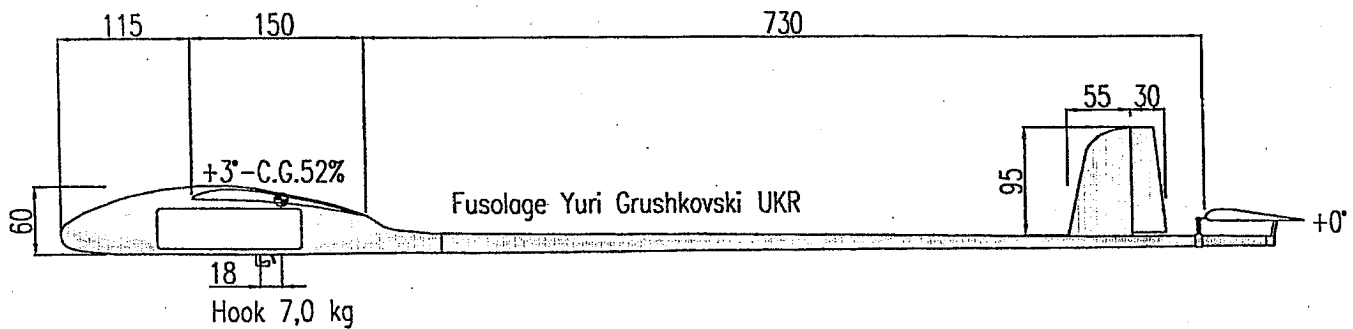 115 150 730
55 30
+3°-C.G.52%
95
60
Fusolage Yuri Grushkovski UKR
+0°
18
Hook 7,0 kg